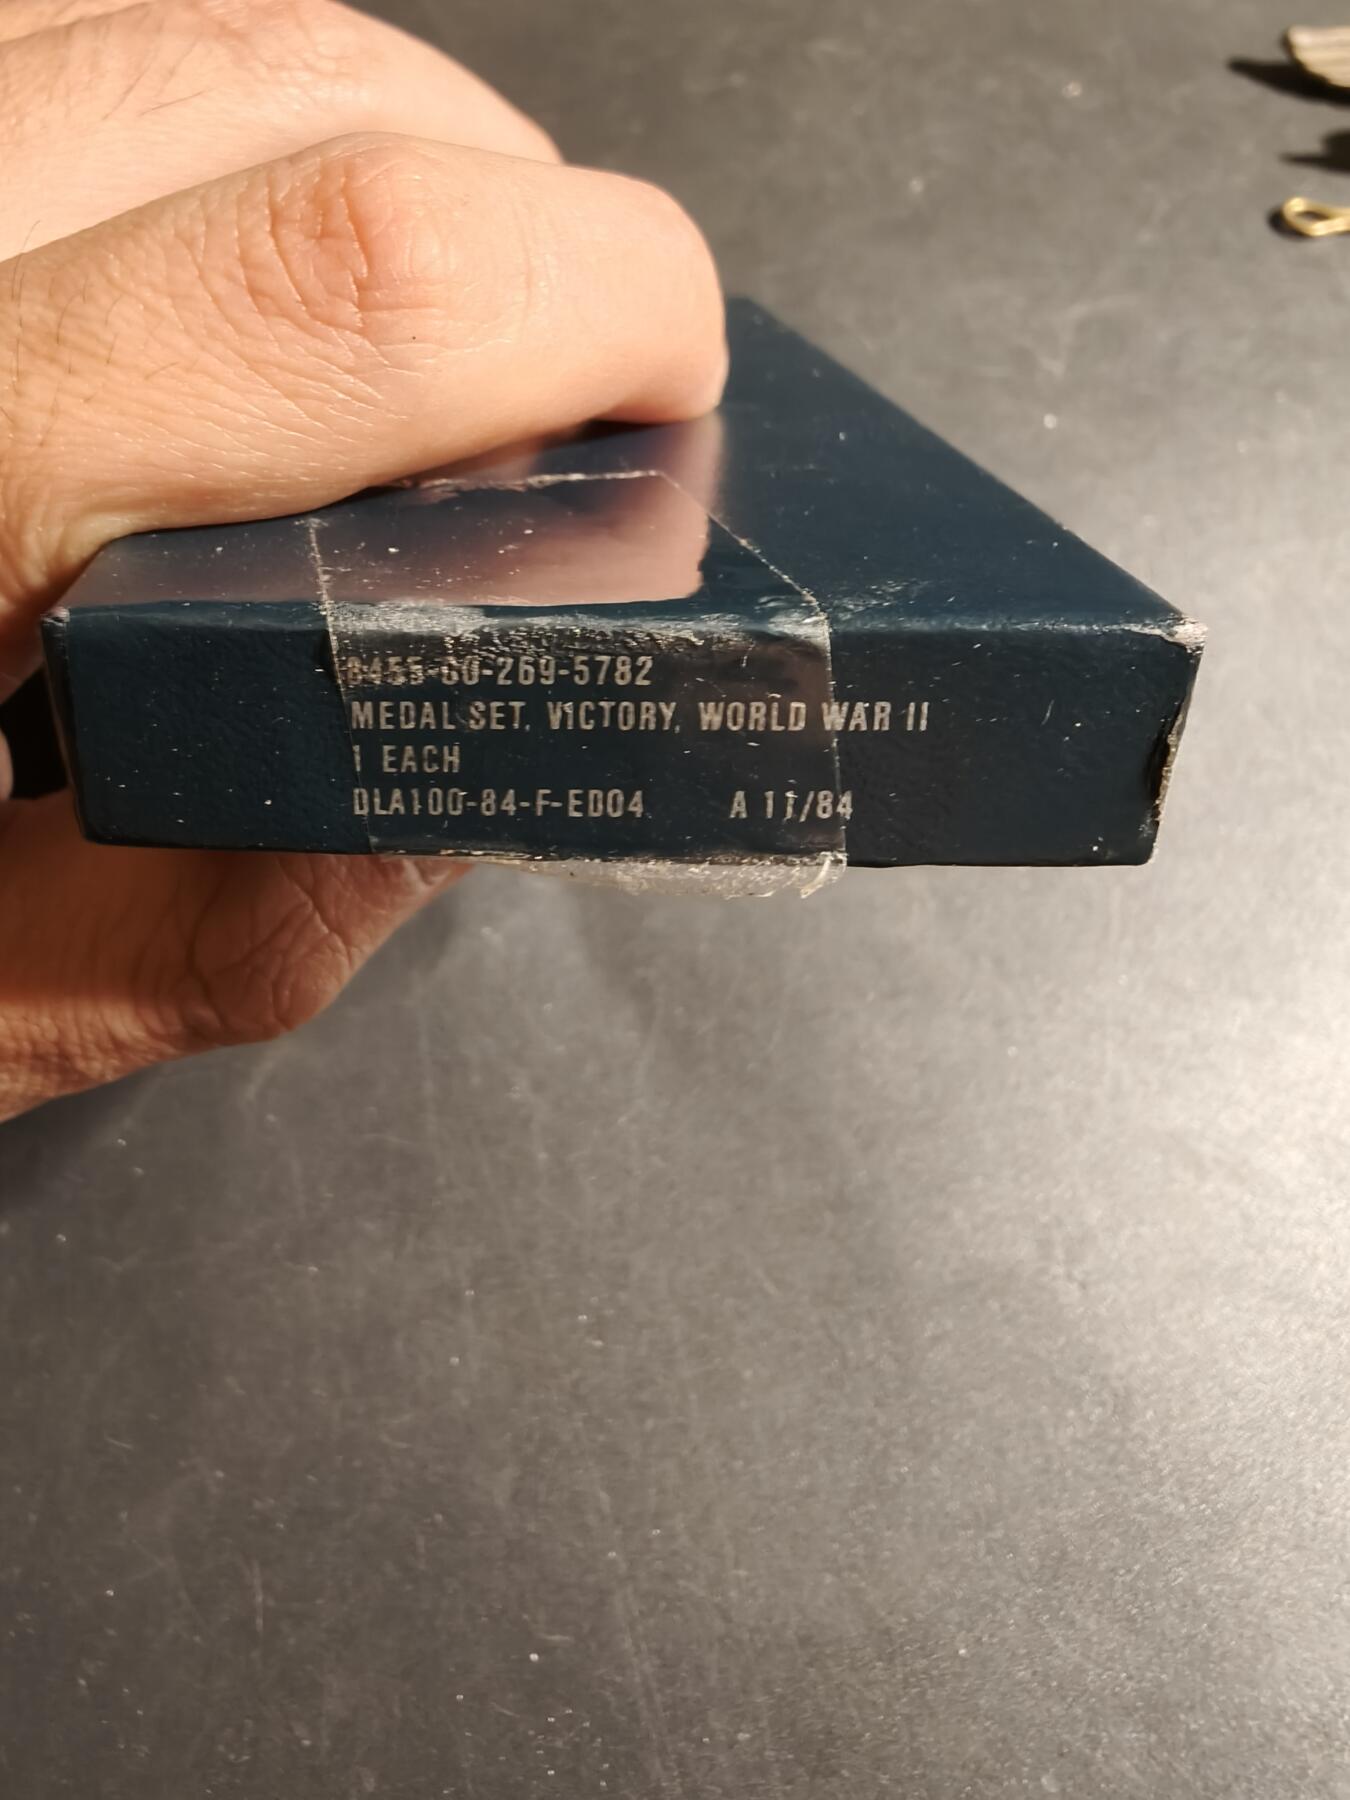 8455-00-269-5782
MEDAL SET, VICTORY, WORLD WAR II
1 EACH
DLA100-84-F-ED04 A 11/84